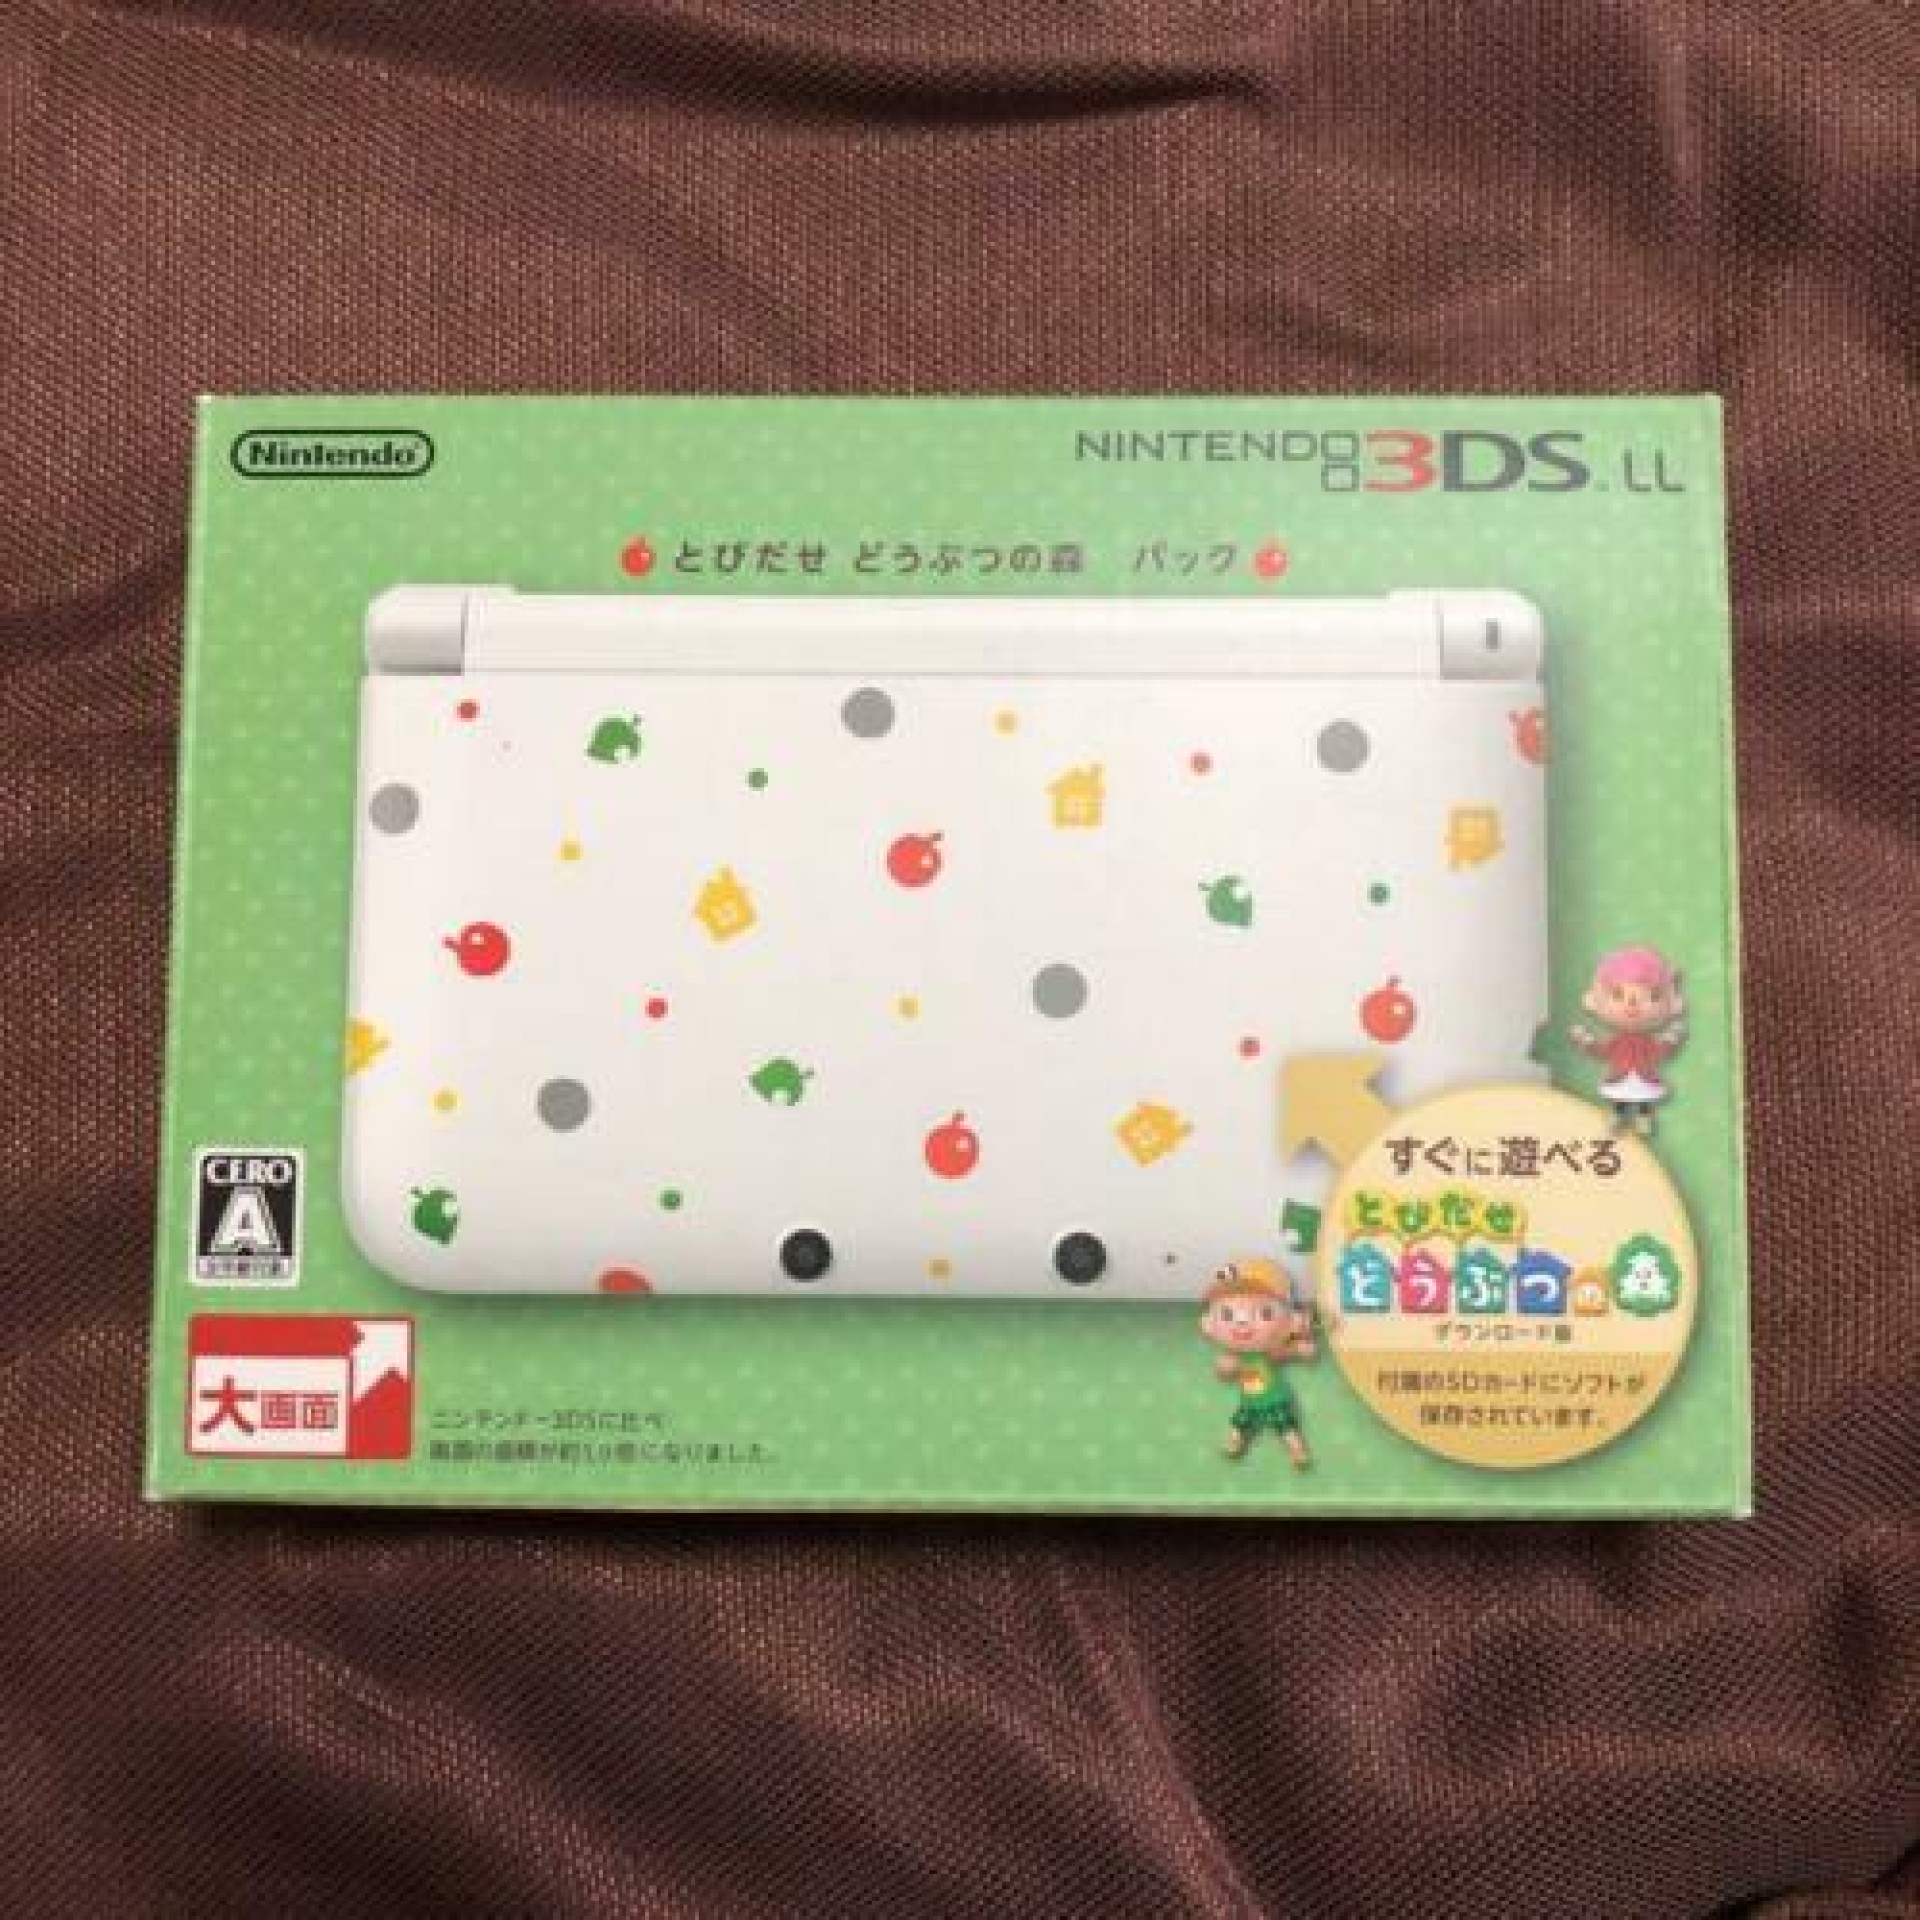 Nintendo
NINTENDO 3DS LL
とびだせ どうぶつの森 パック
すぐに遊べる
とびだせ
どうぶつの森
ダウンロード版
付属のSDカードにソフトが
保存されています。
CERO
A
大画面
ニンテンドー3DSに比べ
画面の面積が約1.9倍になりました。